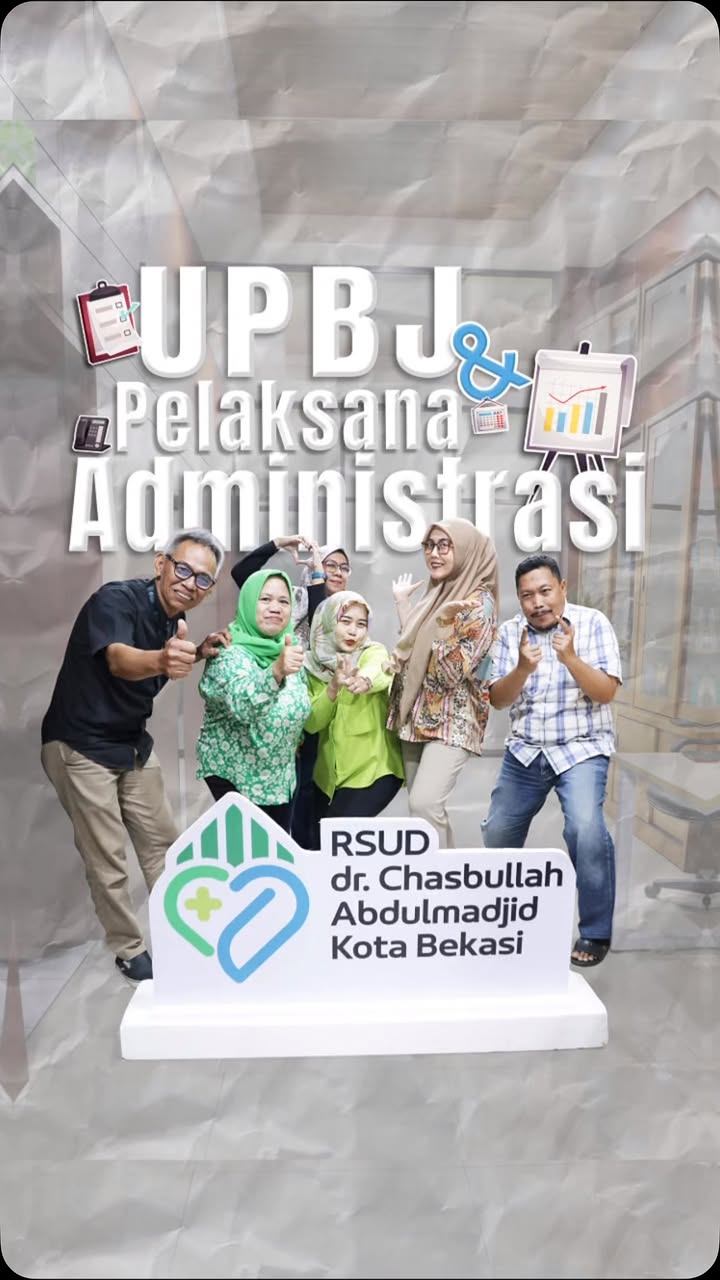 UPBJ
&
Pelaksana
Administrasi
RSUD
dr. Chasbullah
Abdulmadjid
Kota Bekasi